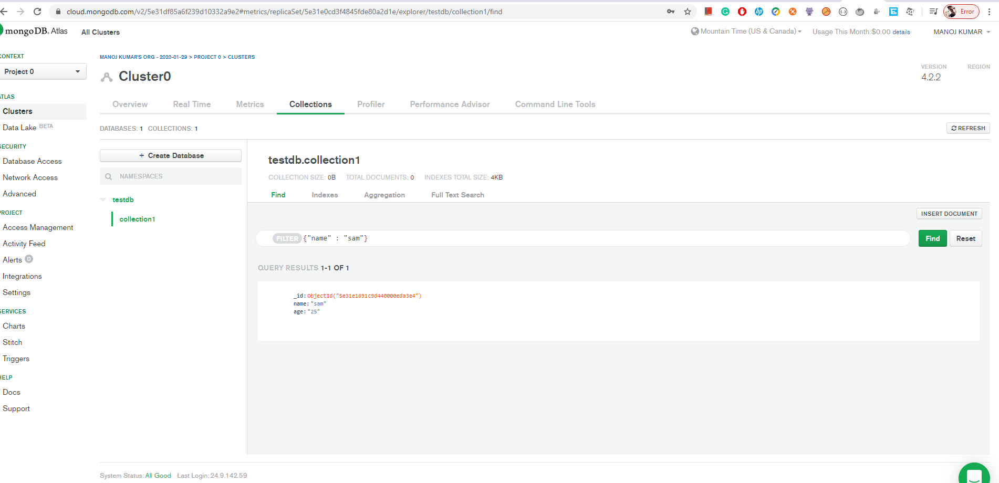 cloud.mongodb.com/v2/5e31df85a6f239d10332a9e2#metrics/replicaSet/5e31e0cd3f4845fde80a2d1e/explorer/testdb/collection1/find
Error
mongoDB. Atlas
All Clusters
Mountain Time (US & Canada)
Usage This Month:$0.00 details
MANOJ KUMAR
CONTEXT
Project 0
ATLAS
Clusters
Data Lake BETA
SECURITY
Database Access
Network Access
Advanced
PROJECT
Access Management
Activity Feed
Alerts 0
Integrations
Settings
SERVICES
Charts
Stitch
Triggers
HELP
Docs
Support
MANOJ KUMAR'S ORG - 2020-01-29 > PROJECT 0 > CLUSTERS
Cluster0
VERSION
4.2.2
REGION
Overview Real Time Metrics Collections Profiler Performance Advisor Command Line Tools
DATABASES: 1 COLLECTIONS: 1
REFRESH
+ Create Database
NAMESPACES
testdb
collection1
testdb.collection1
COLLECTION SIZE: 0B TOTAL DOCUMENTS: 0 INDEXES TOTAL SIZE: 4KB
Find Indexes Aggregation Full Text Search
INSERT DOCUMENT
FILTER {"name" : "sam"}
Find Reset
QUERY RESULTS 1-1 OF 1
_id: ObjectId("5e31e1691c9d440000eda3e4")
name: "sam"
age: "25"
System Status: All Good Last Login: 24.9.142.59